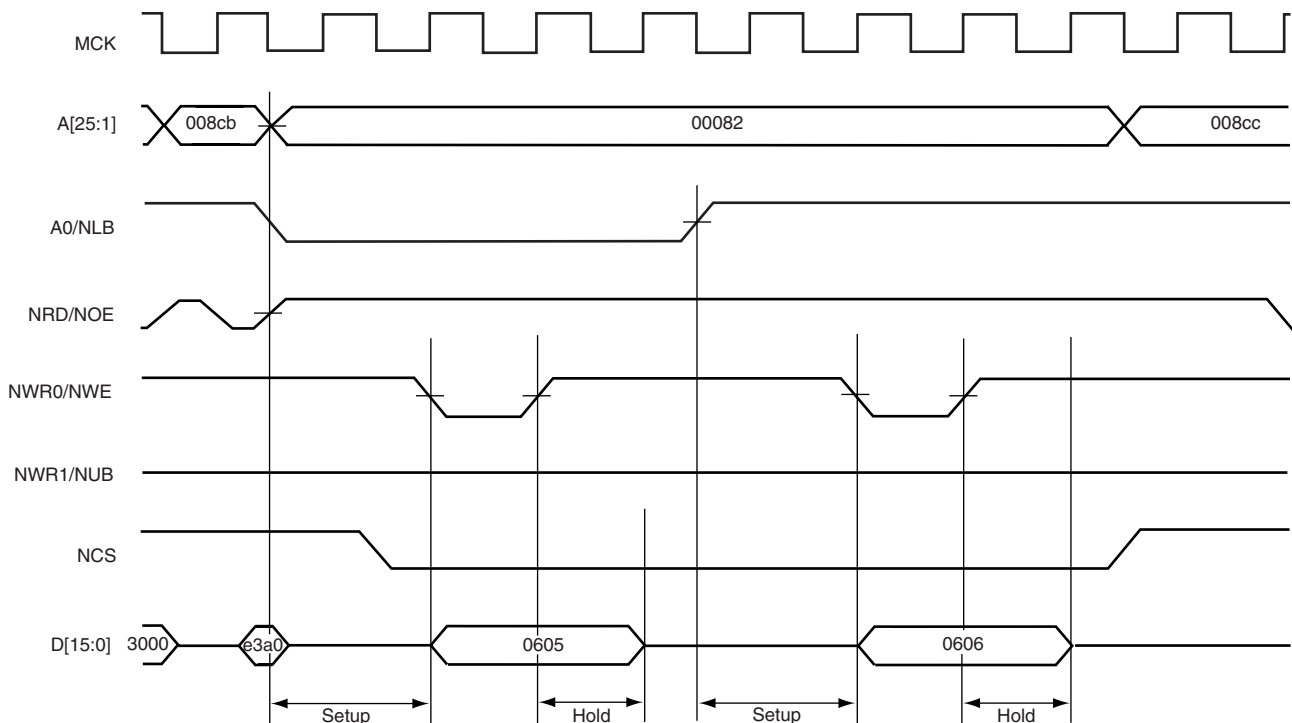 MCK
A[25:1] 008cb 00082 008cc
A0/NLB
NRD/NOE
NWR0/NWE
NWR1/NUB
NCS
D[15:0] 3000 e3a0 0605 0606
Setup Hold Setup Hold